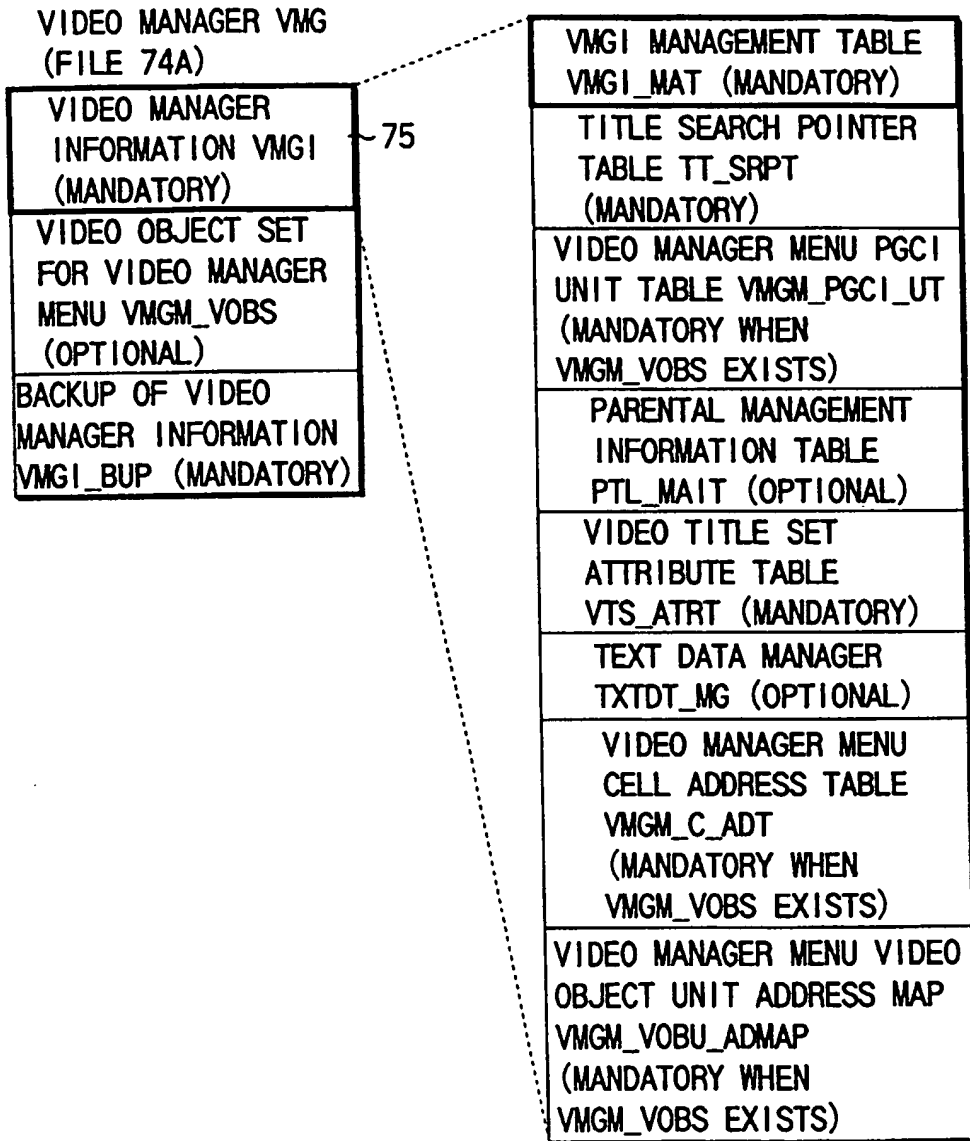 VIDEO MANAGER VMG
(FILE 74A)
VIDEO MANAGER
INFORMATION VMGI
(MANDATORY)
75
VIDEO OBJECT SET
FOR VIDEO MANAGER
MENU VMGM_VOBS
(OPTIONAL)
BACKUP OF VIDEO
MANAGER INFORMATION
VMGI_BUP (MANDATORY)
VMGI MANAGEMENT TABLE
VMGI_MAT (MANDATORY)
TITLE SEARCH POINTER
TABLE TT_SRPT
(MANDATORY)
VIDEO MANAGER MENU PGCI
UNIT TABLE VMGM_PGCI_UT
(MANDATORY WHEN
VMGM_VOBS EXISTS)
PARENTAL MANAGEMENT
INFORMATION TABLE
PTL_MAIT (OPTIONAL)
VIDEO TITLE SET
ATTRIBUTE TABLE
VTS_ATRT (MANDATORY)
TEXT DATA MANAGER
TXTDT_MG (OPTIONAL)
VIDEO MANAGER MENU
CELL ADDRESS TABLE
VMGM_C_ADT
(MANDATORY WHEN
VMGM_VOBS EXISTS)
VIDEO MANAGER MENU VIDEO
OBJECT UNIT ADDRESS MAP
VMGM_VOBU_ADMAP
(MANDATORY WHEN
VMGM_VOBS EXISTS)